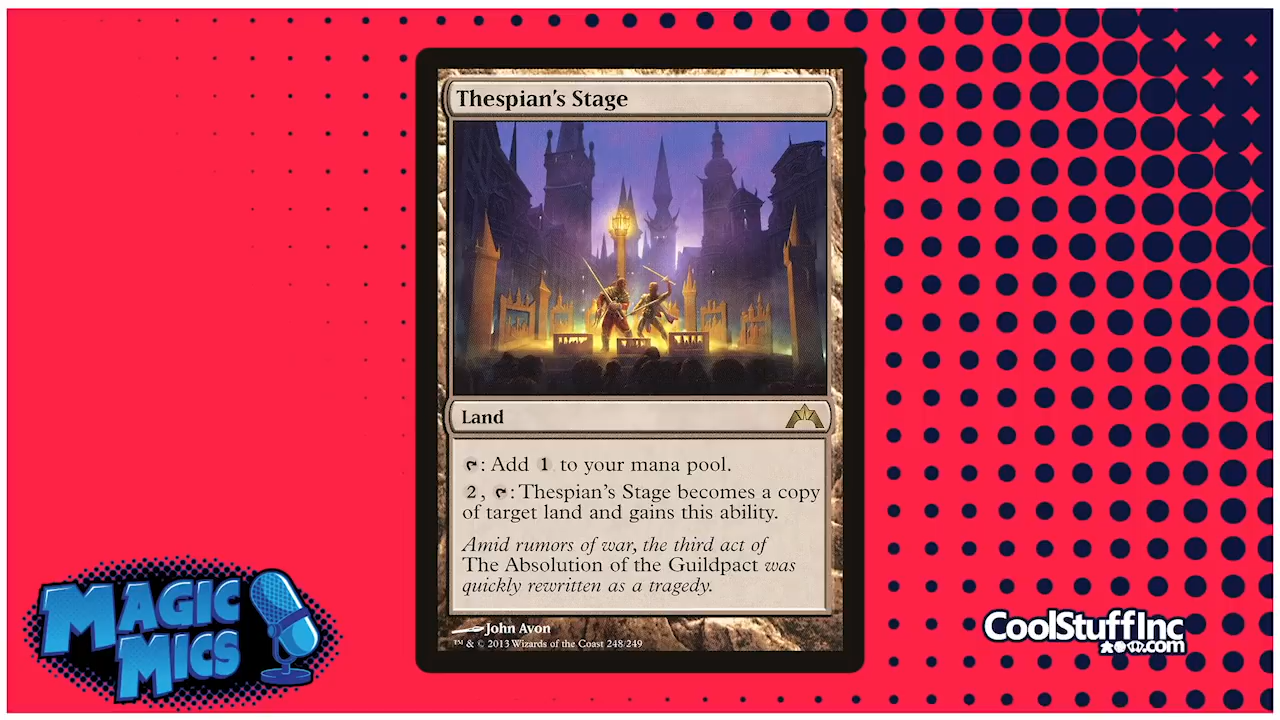 Thespian's Stage
Land
: Add 1 to your mana pool.
2, : Thespian's Stage becomes a copy
of target land and gains this ability.
Amid rumors of war, the third act of
The Absolution of the Guildpact was
quickly rewritten as a tragedy.
John Avon
™ & © 2013 Wizards of the Coast 248/249
MAGIC
MICS
CoolStuffInc
.com